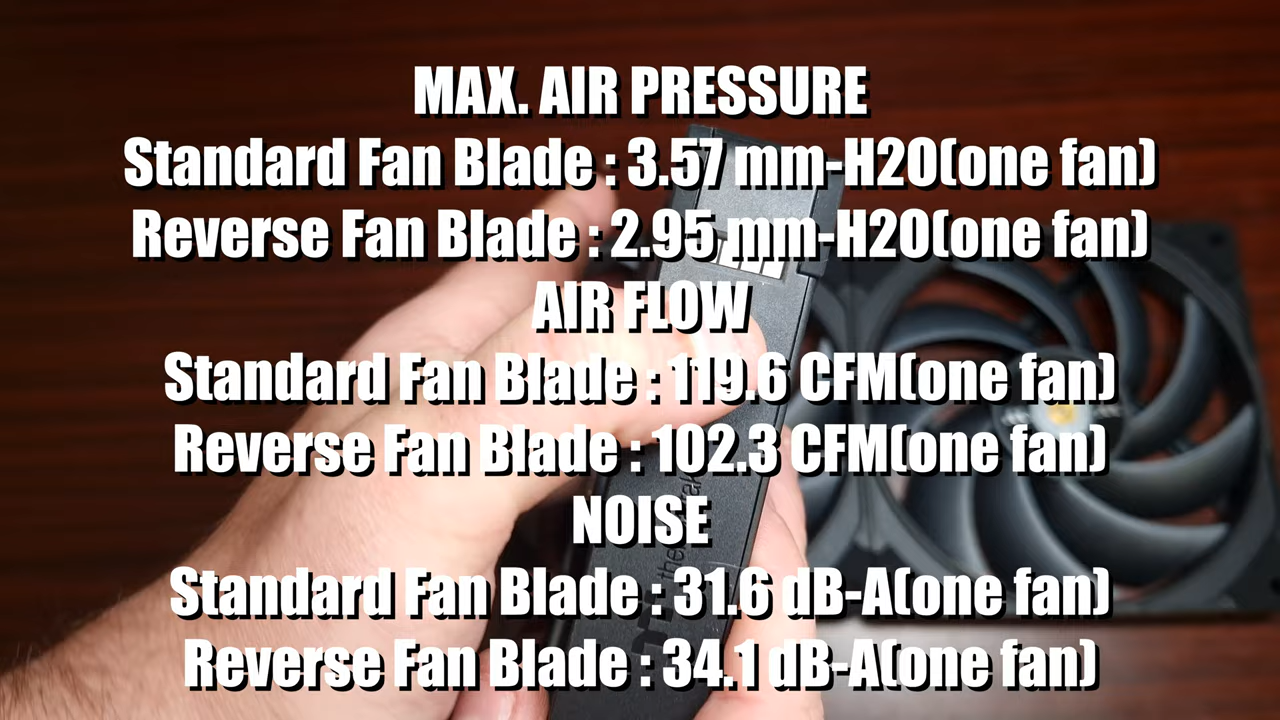 MAX. AIR PRESSURE
Standard Fan Blade : 3.57 mm-H2O(one fan)
Reverse Fan Blade : 2.95 mm-H2O(one fan)
AIR FLOW
Standard Fan Blade : 119.6 CFM(one fan)
Reverse Fan Blade : 102.3 CFM(one fan)
NOISE
Standard Fan Blade : 31.6 dB-A(one fan)
Reverse Fan Blade : 34.1 dB-A(one fan)